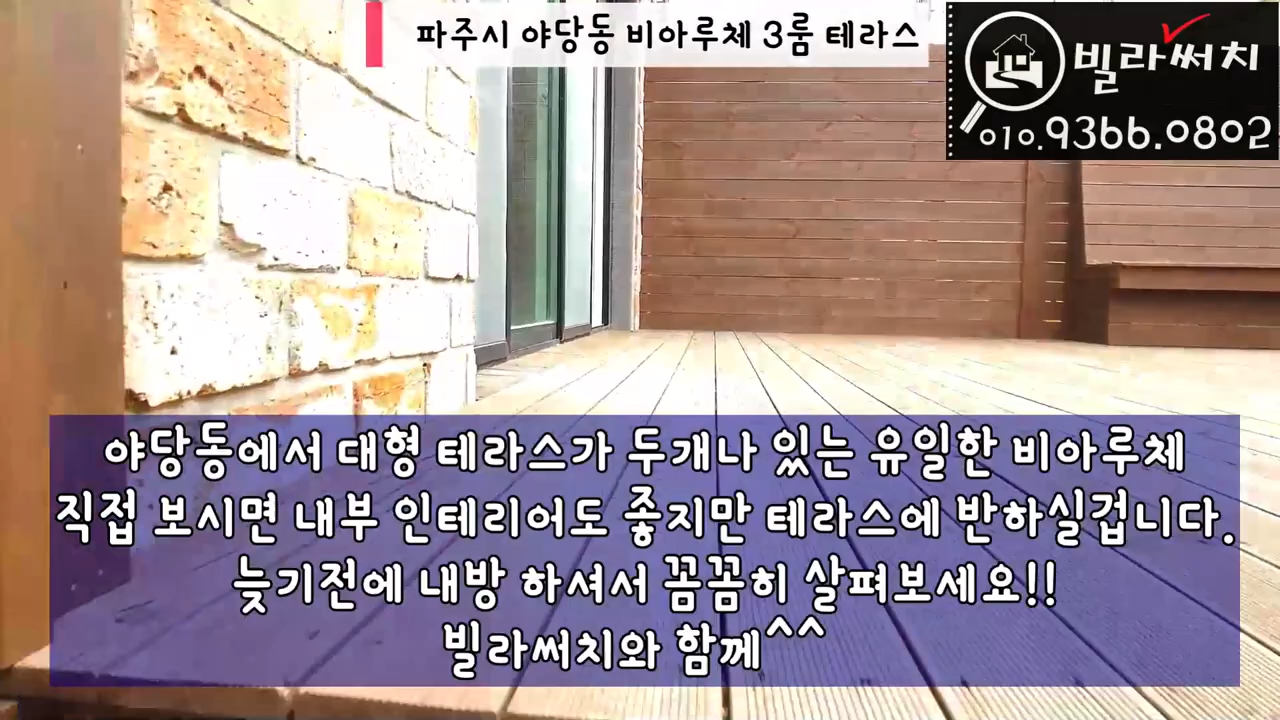 파주시 야당동 비아루체 3룸 테라스
빌라써치
010.9366.0802
야당동에서 대형 테라스가 두개나 있는 유일한 비아루체
직접 보시면 내부 인테리어도 좋지만 테라스에 반하실겁니다.
늦기전에 내방 하셔서 꼼꼼히 살펴보세요!!
빌라써치와 함께^^